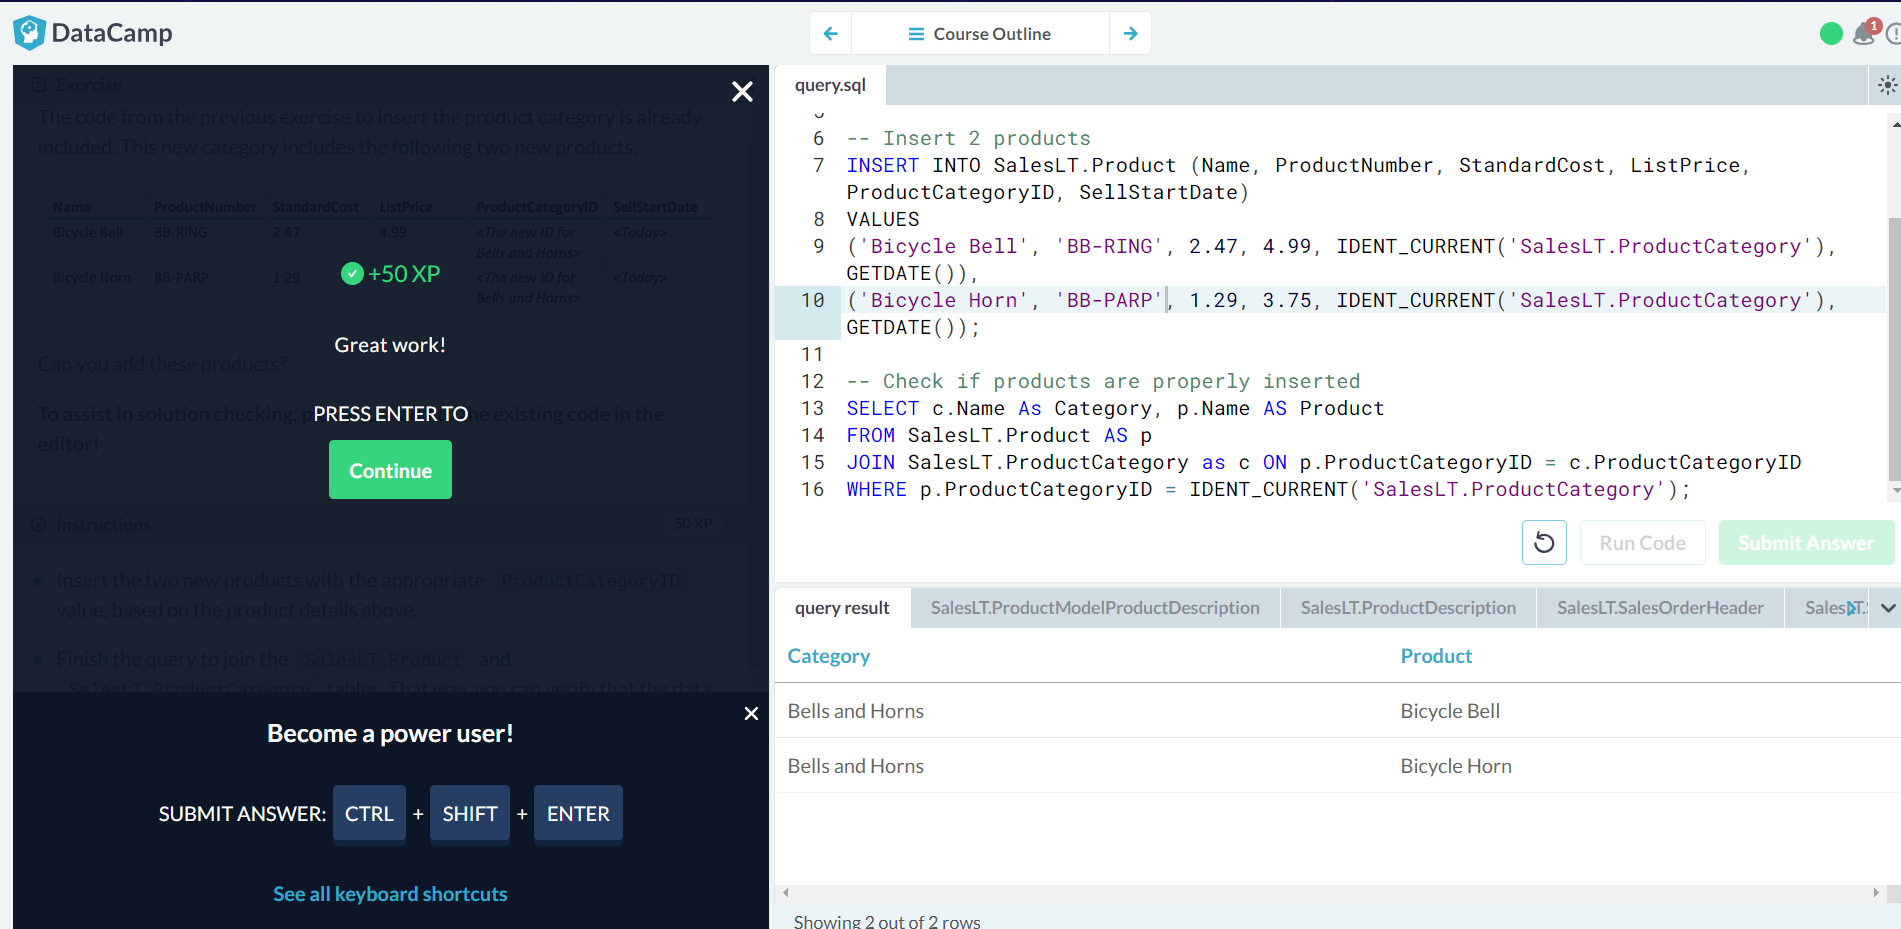 DataCamp
Course Outline
1
Exercise
The code from the previous exercise to insert the product category is already
included. This new category includes the following two new products.
Name ProductNumber StandardCost ListPrice ProductCategoryID SellStartDate
Bicycle Bell BB-RING 2.47 4.99 <The new ID for Bells and Horns> <Today>
Bicycle Horn BB-PARP 1.29 <The new ID for Bells and Horns> <Today>
+50 XP
Great work!
Can you add these products?
PRESS ENTER TO
To assist in solution checking, p
e existing code in the
editor!
Continue
Instructions
50 XP
Insert the two new products with the appropriate ProductCategoryID
value, based on the product details above.
Finish the query to join the SalesLT.Product and
SalesLT.ProductCategory tables. That way, you can verify that the data
Become a power user!
SUBMIT ANSWER: CTRL + SHIFT + ENTER
See all keyboard shortcuts
query.sql
6 -- Insert 2 products
7 INSERT INTO SalesLT.Product (Name, ProductNumber, StandardCost, ListPrice,
ProductCategoryID, SellStartDate)
8 VALUES
9 ('Bicycle Bell', 'BB-RING', 2.47, 4.99, IDENT_CURRENT('SalesLT.ProductCategory'),
GETDATE()),
10 ('Bicycle Horn', 'BB-PARP', 1.29, 3.75, IDENT_CURRENT('SalesLT.ProductCategory'),
GETDATE());
11
12 -- Check if products are properly inserted
13 SELECT c.Name As Category, p.Name AS Product
14 FROM SalesLT.Product AS p
15 JOIN SalesLT.ProductCategory as c ON p.ProductCategoryID = c.ProductCategoryID
16 WHERE p.ProductCategoryID = IDENT_CURRENT('SalesLT.ProductCategory');
Run Code
Submit Answer
query result SalesLT.ProductModelProductDescription SalesLT.ProductDescription SalesLT.SalesOrderHeader
Category Product
Bells and Horns Bicycle Bell
Bells and Horns Bicycle Horn
Showing 2 out of 2 rows